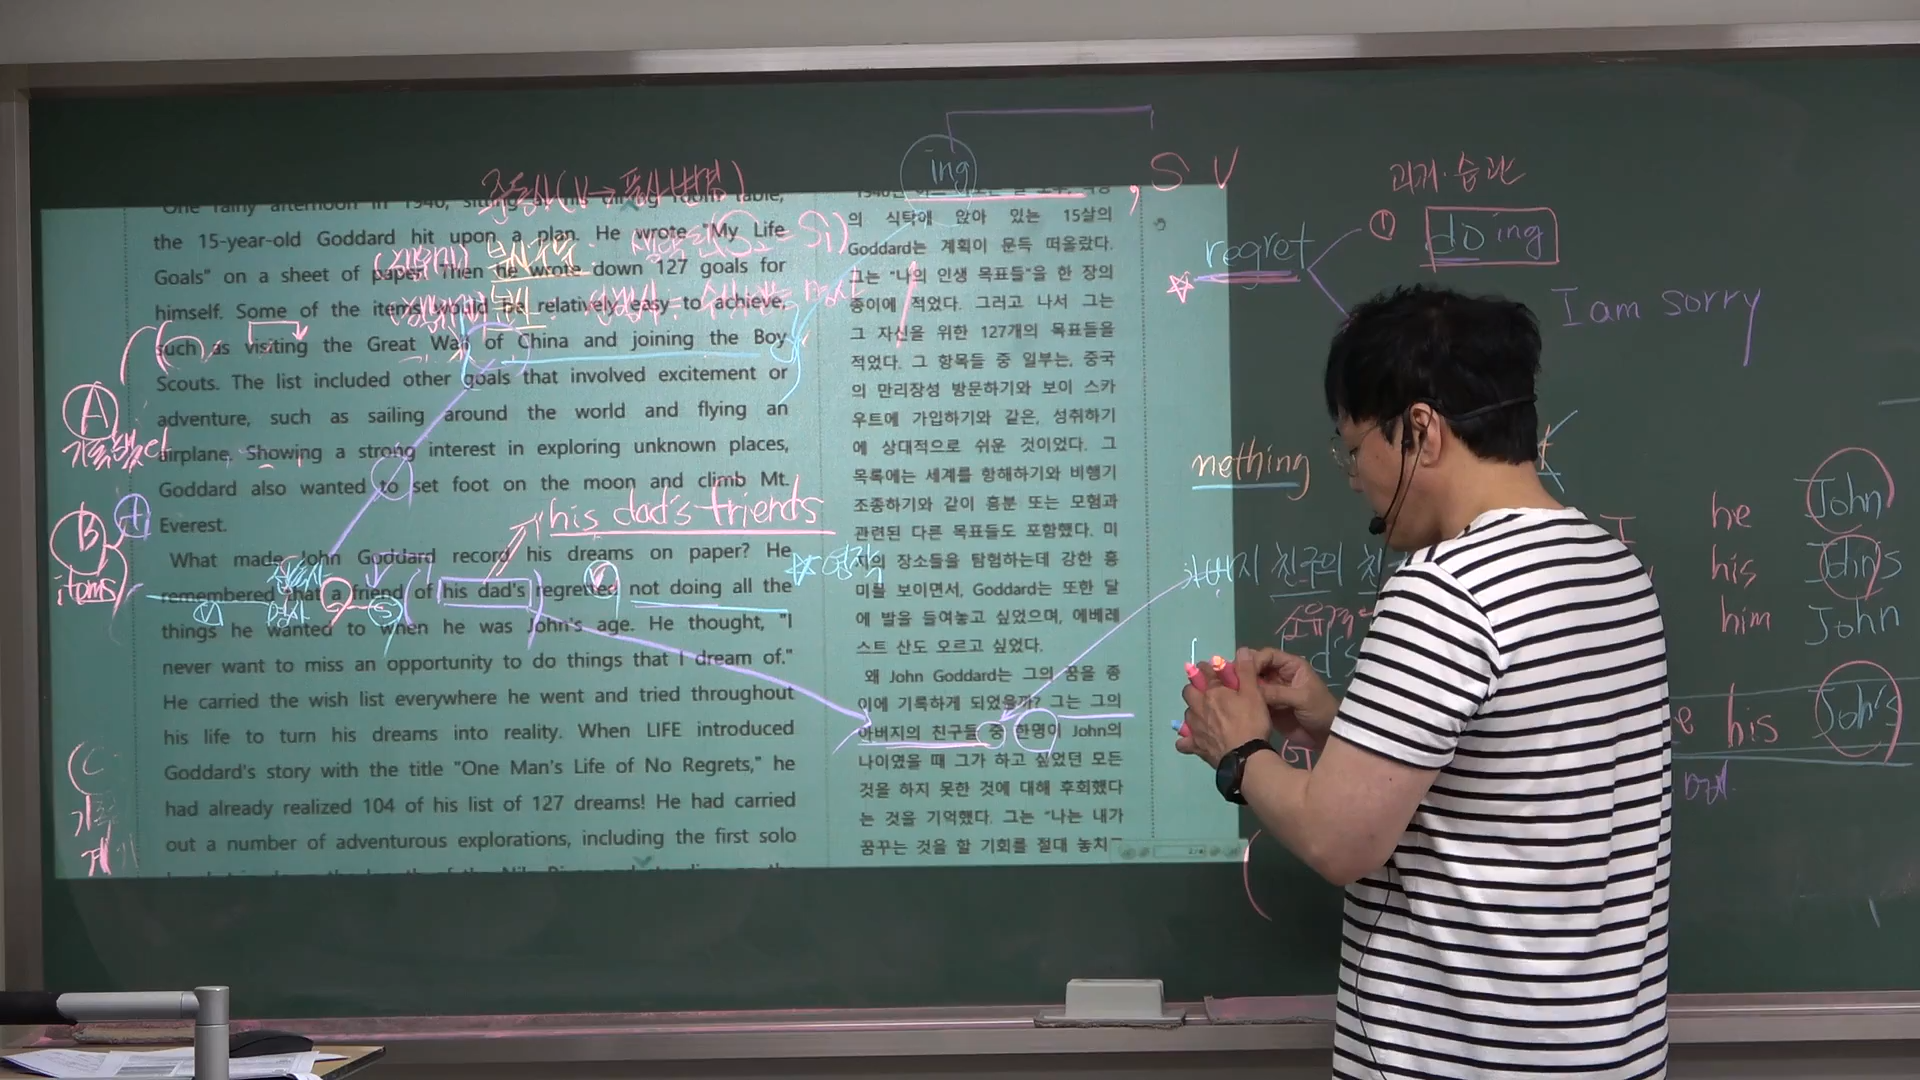 ing
, S V
과거·습관
One rainy afternoon in 1940, sitting
room table,
the 15-year-old Goddard hit upon a plan. He wrote "My Life
Goals" on a sheet of paper. Then he wrote down 127 goals for
himself. Some of the items would be relatively easy to achieve,
such as visiting the Great Wall of China and joining the Boy
Scouts. The list included other goals that involved excitement or
adventure, such as sailing around the world and flying an
airplane. Showing a strong interest in exploring unknown places,
Goddard also wanted to set foot on the moon and climb Mt.
Everest.
his dad's friends
What made John Goddard record his dreams on paper? He
remembered that a friend of his dad's regretted not doing all the
things he wanted to when he was John's age. He thought, "I
never want to miss an opportunity to do things that I dream of."
He carried the wish list everywhere he went and tried throughout
his life to turn his dreams into reality. When LIFE introduced
Goddard's story with the title "One Man's Life of No Regrets," he
had already realized 104 of his list of 127 dreams! He had carried
out a number of adventurous explorations, including the first solo
의 식탁에 앉아 있는 15살의
Goddard는 계획이 문득 떠올랐다.
그는 "나의 인생 목표들"을 한 장의
종이에 적었다. 그러고 나서 그는
그 자신을 위한 127개의 목표들을
적었다. 그 항목들 중 일부는, 중국
의 만리장성 방문하기와 보이 스카
우트에 가입하기와 같은, 성취하기
에 상대적으로 쉬운 것이었다. 그
목록에는 세계를 항해하기와 비행기
조종하기와 같이 흥분 또는 모험과
관련된 다른 목표들도 포함했다. 미
지의 장소들을 탐험하는데 강한 흥
미를 보이면서, Goddard는 또한 달
에 발을 들여놓고 싶었으며, 에베레
스트 산도 오르고 싶었다.
왜 John Goddard는 그의 꿈을 종
이에 기록하게 되었을까? 그는 그의
아버지의 친구들 중 한명이 John의
나이였을 때 그가 하고 싶었던 모든
것을 하지 못한 것에 대해 후회했다
는 것을 기억했다. 그는 "나는 내가
꿈꾸는 것을 할 기회를 절대 놓치고
A
B
items
C
regret
① doing
I am sorry
nothing
he John
his John's
him John
his Joh's